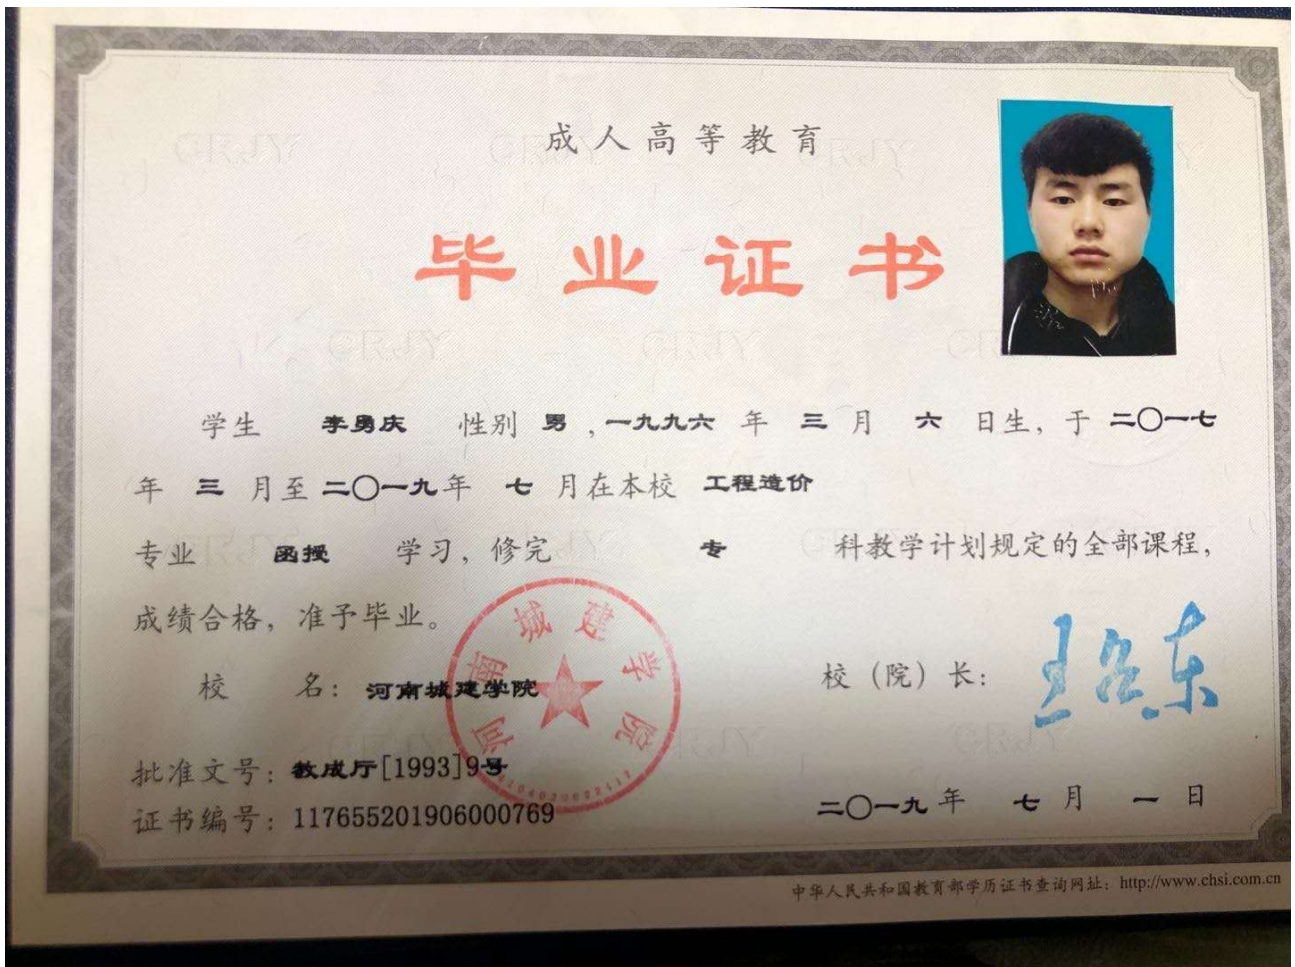 成人高等教育
毕业证书
学生 李勇庆 性别 男 ,一九九六 年 三 月 六 日生, 于 二〇一七
年 三 月至 二〇一九年 七 月在本校 工程造价
专业 函授 学习, 修完 专 科教学计划规定的全部课程,
成绩合格, 准予毕业。
校 名: 河南城建学院
校（院）长:
河南城建学院
批准文号: 教成厅[1993]9号
证书编号: 117655201906000769
二〇一九 年 七 月 一 日
中华人民共和国教育部学历证书查询网址: http://www.chsi.com.cn